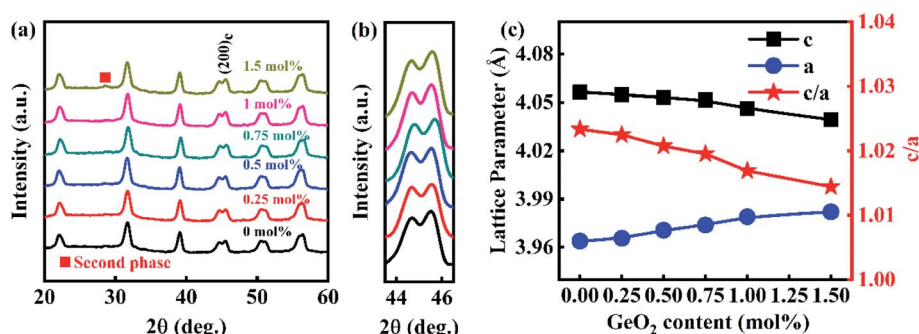 (a)
(200)c
1.5 mol%
1 mol%
0.75 mol%
0.5 mol%
0.25 mol%
0 mol%
Second phase
Intensity (a.u.)
20 30 40 50 60
2θ (deg.)
(b)
Intensity (a.u.)
44 46
2θ (deg.)
(c)
c
a
c/a
Lattice Parameter (Å)
4.08
4.05
4.02
3.99
3.96
1.04
1.03
1.02
1.01
1.00
c/a
0.00 0.25 0.50 0.75 1.00 1.50
GeO₂ content (mol%)